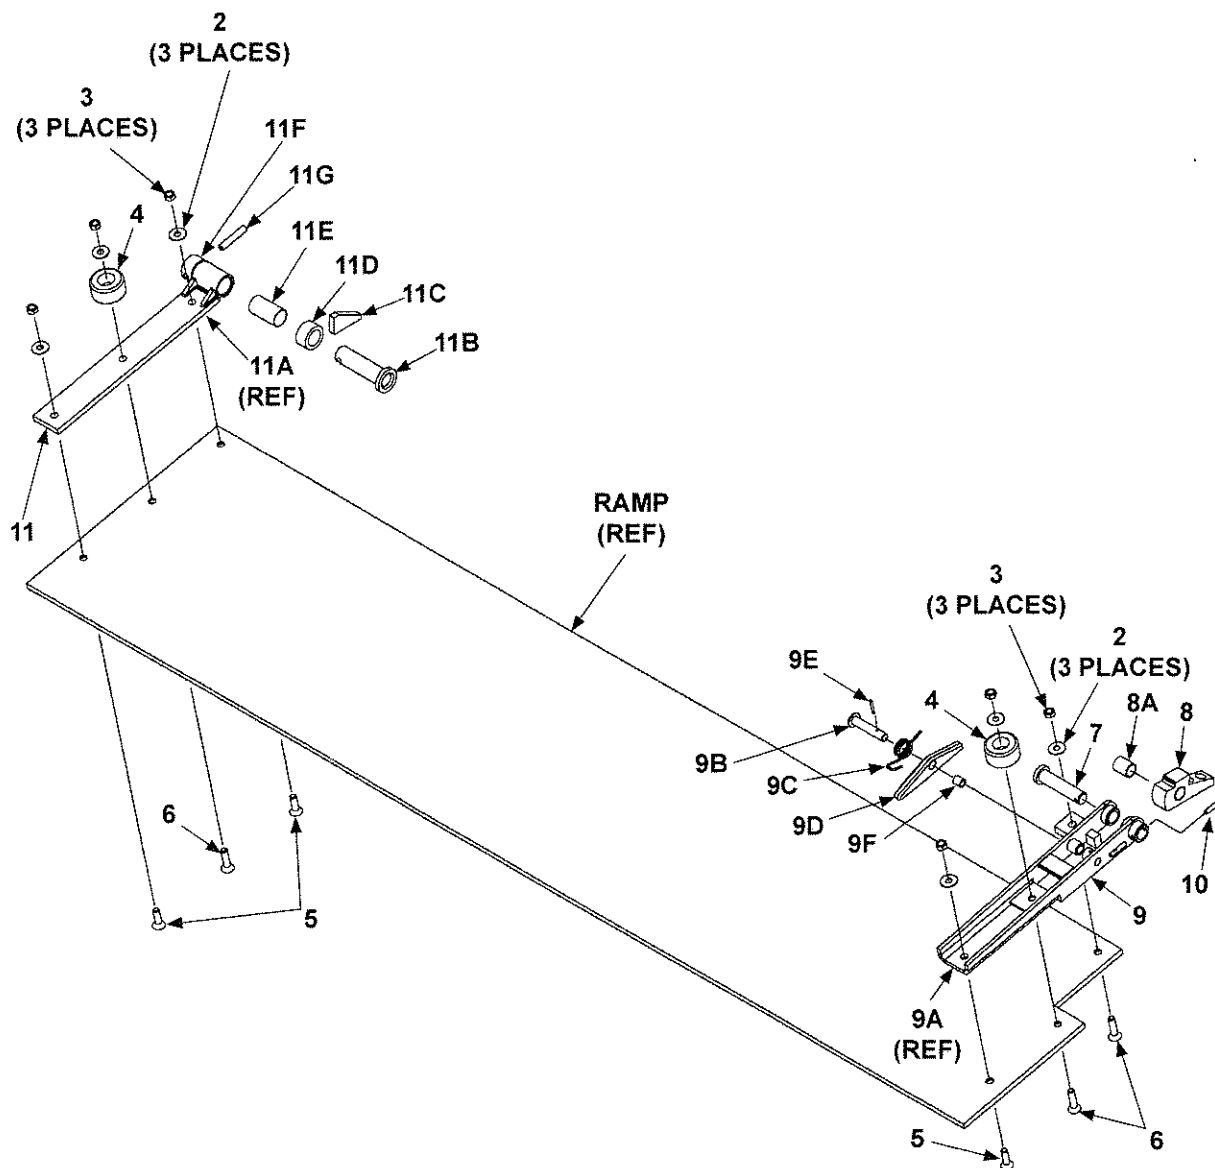 2
(3 PLACES)
3
(3 PLACES)
11F
11G
4
11E
11D
11C
11B
11A
(REF)
11
RAMP
(REF)
3
(3 PLACES)
2
(3 PLACES)
9E
4
8A
8
7
9B
9C
9D
9F
10
9
6
5
9A
(REF)
5
6